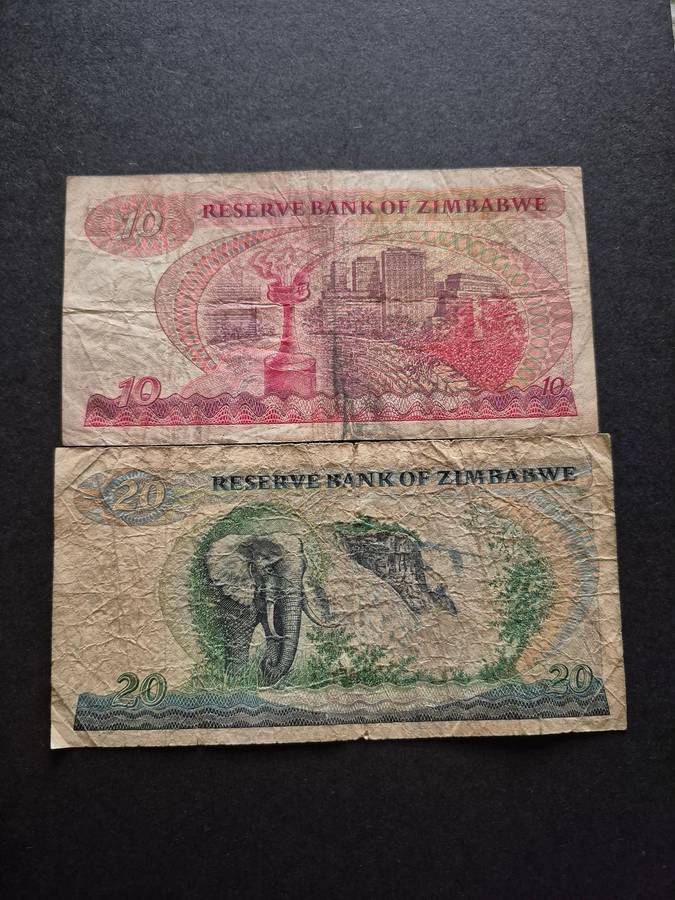 10 RESERVE BANK OF ZIMBABWE
10 10
20 RESERVE BANK OF ZIMBABWE
20 20